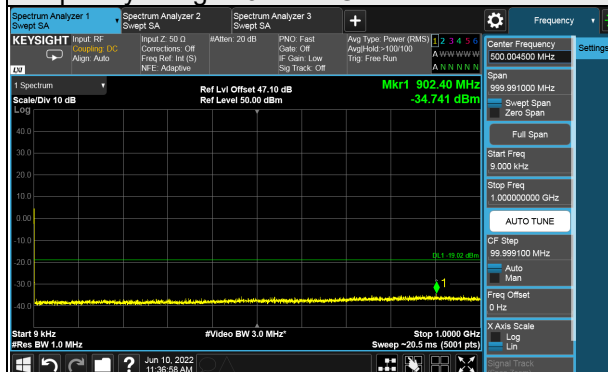 Spectrum Analyzer 1
Swept SA
Spectrum Analyzer 2
Swept SA
Spectrum Analyzer 3
Swept SA
+
Frequency
KEYSIGHT
Input: RF
Coupling: DC
Align: Auto
Input Z: 50 Ω
Corrections: Off
Freq Ref: Int (S)
NFE: Adaptive
#Atten: 20 dB
PNO: Fast
Gate: Off
IF Gain: Low
Sig Track: Off
Avg Type: Power (RMS)
Avg|Hold:>100/100
Trig: Free Run
1 2 3 4 5 6
A W W W W W
A N N N N N
LXI
1 Spectrum
Scale/Div 10 dB
Log
Ref Lvl Offset 47.10 dB
Ref Level 50.00 dBm
Mkr1 902.40 MHz
-34.741 dBm
40.0
30.0
20.0
10.0
0.00
-10.0
-20.0
-30.0
-40.0
DL1 -19.02 dBm
1
Start 9 kHz
#Res BW 1.0 MHz
#Video BW 3.0 MHz*
Stop 1.0000 GHz
Sweep ~20.5 ms (5001 pts)
Jun 10, 2022
11:36:58 AM
Center Frequency
500.004500 MHz
Settings
Span
999.991000 MHz
Swept Span
Zero Span
Full Span
Start Freq
9.000 kHz
Stop Freq
1.000000000 GHz
AUTO TUNE
CF Step
99.999100 MHz
Auto
Man
Freq Offset
0 Hz
X Axis Scale
Log
Lin
Signal Track